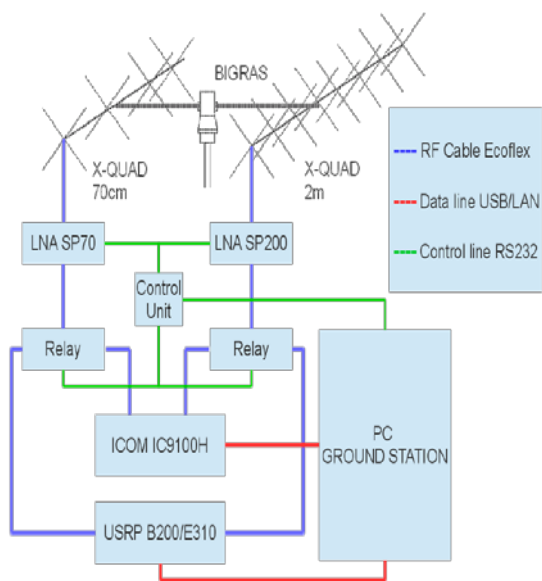 BIGRAS
X-QUAD
70cm
X-QUAD
2m
RF Cable Ecoflex
Data line USB/LAN
Control line RS232
LNA SP70
LNA SP200
Control
Unit
Relay
Relay
ICOM IC9100H
PC
GROUND STATION
USRP B200/E310